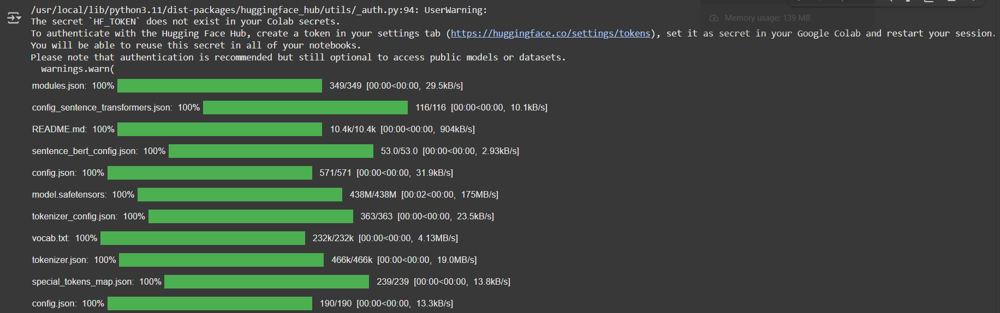 /usr/local/lib/python3.11/dist-packages/huggingface_hub/utils/_auth.py:94: UserWarning:
Memory usage: 139 MB
The secret `HF_TOKEN` does not exist in your Colab secrets.
To authenticate with the Hugging Face Hub, create a token in your settings tab (https://huggingface.co/settings/tokens), set it as secret in your Google Colab and restart your session.
You will be able to reuse this secret in all of your notebooks.
Please note that authentication is recommended but still optional to access public models or datasets.
warnings.warn(
modules.json: 100% 349/349 [00:00<00:00, 29.5kB/s]
config_sentence_transformers.json: 100% 116/116 [00:00<00:00, 10.1kB/s]
README.md: 100% 10.4k/10.4k [00:00<00:00, 904kB/s]
sentence_bert_config.json: 100% 53.0/53.0 [00:00<00:00, 2.93kB/s]
config.json: 100% 571/571 [00:00<00:00, 31.9kB/s]
model.safetensors: 100% 438M/438M [00:02<00:00, 175MB/s]
tokenizer_config.json: 100% 363/363 [00:00<00:00, 23.5kB/s]
vocab.txt: 100% 232k/232k [00:00<00:00, 4.13MB/s]
tokenizer.json: 100% 466k/466k [00:00<00:00, 19.0MB/s]
special_tokens_map.json: 100% 239/239 [00:00<00:00, 13.8kB/s]
config.json: 100% 190/190 [00:00<00:00, 13.3kB/s]